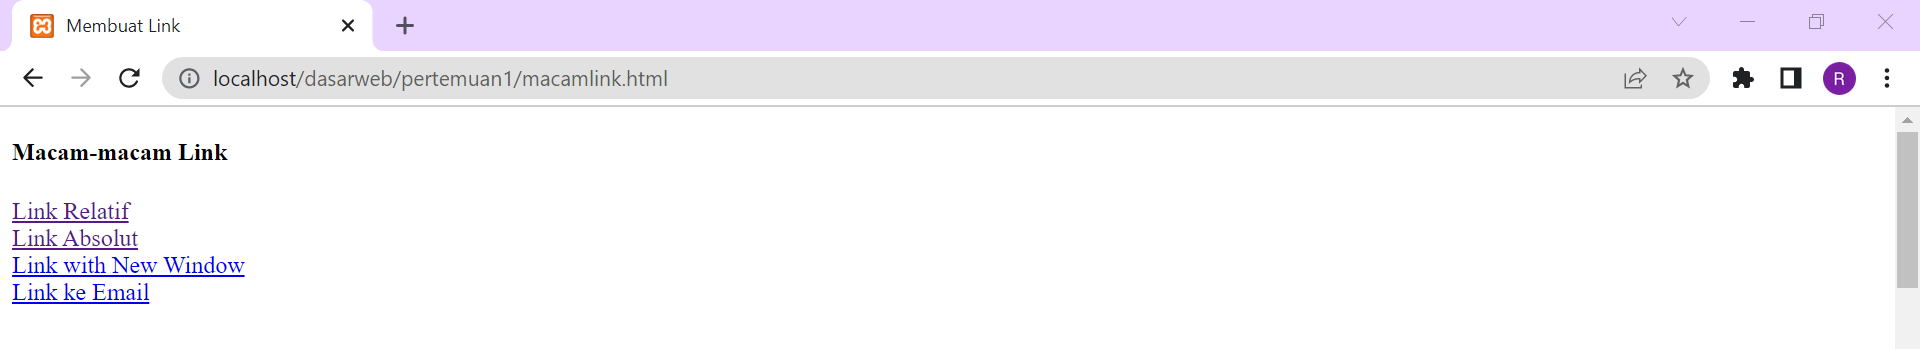 Membuat Link
localhost/dasarweb/pertemuan1/macamlink.html
R
Macam-macam Link
Link Relatif
Link Absolut
Link with New Window
Link ke Email